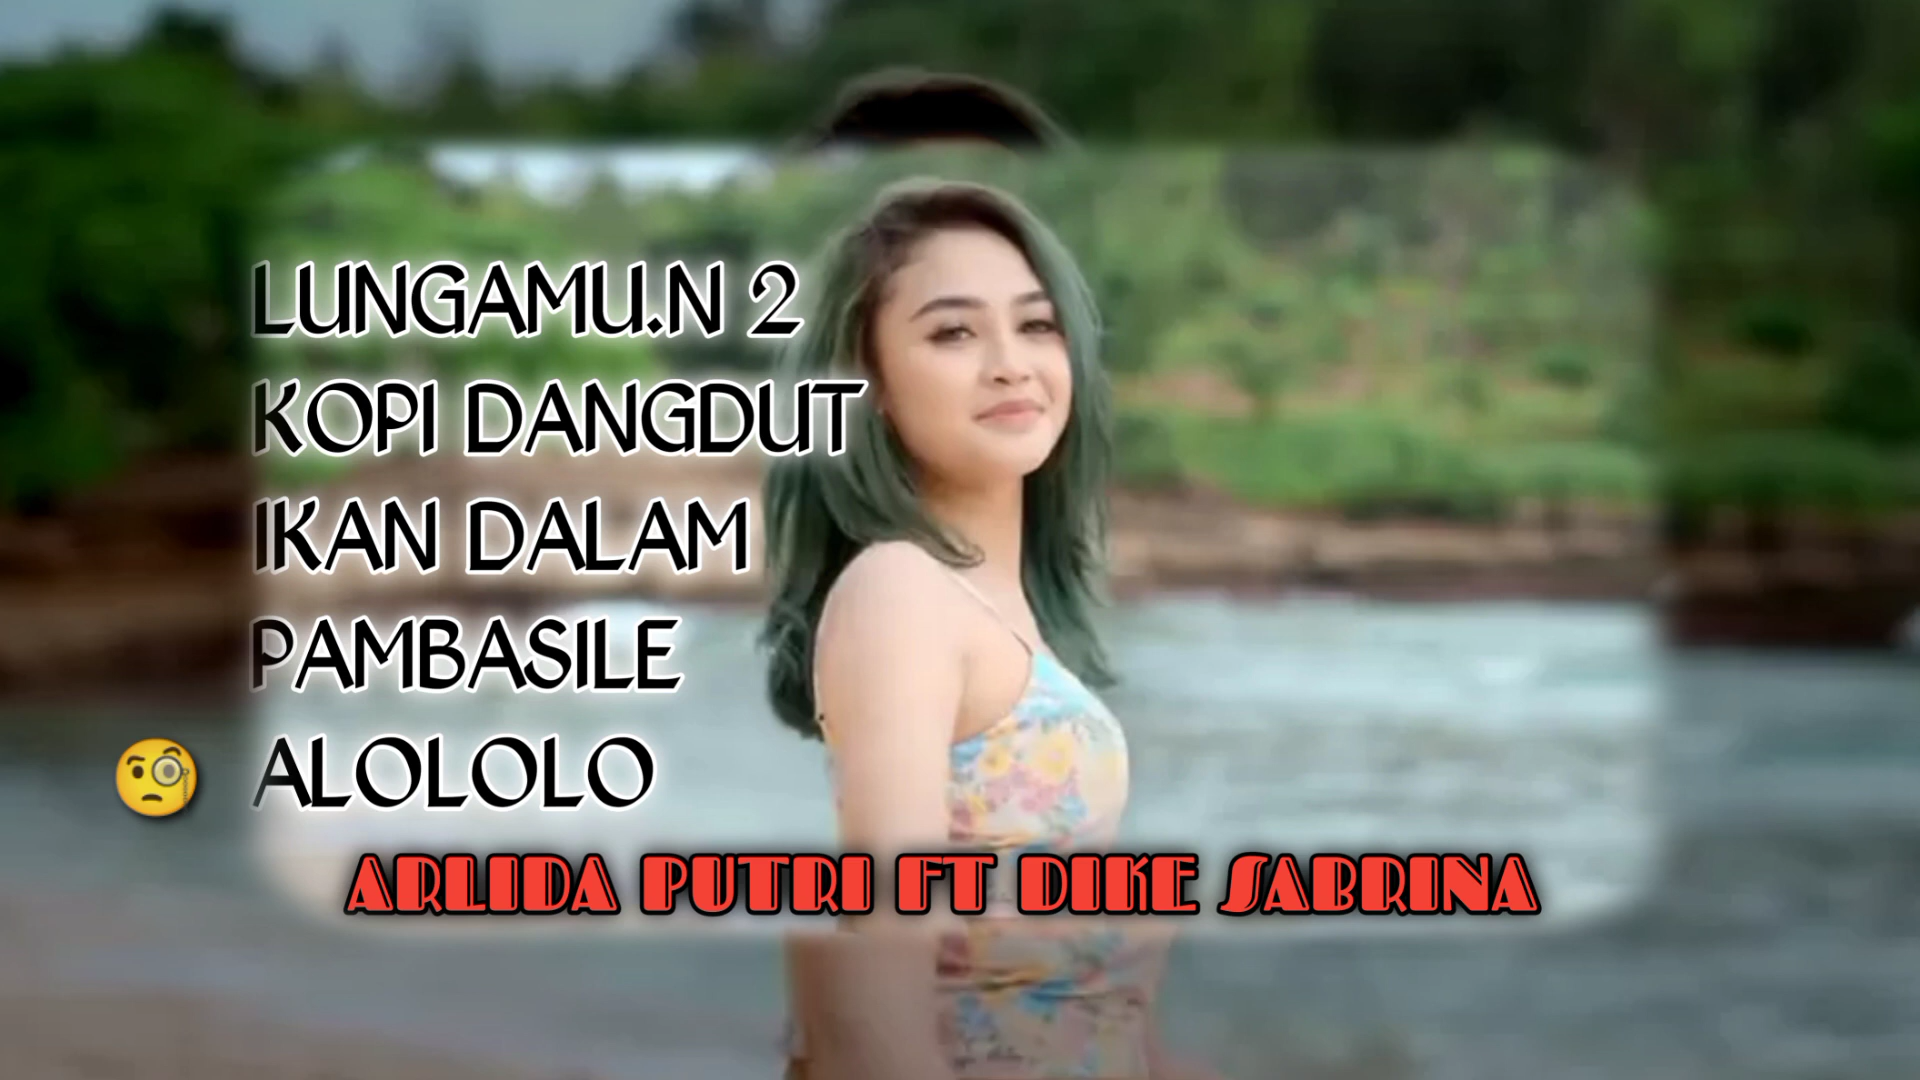 LUNGAMU.N 2
KOPI DANGDUT
IKAN DALAM
PAMBASILE
ALOLOLO
ARLIDA PUTRI FT DIKE SABRINA